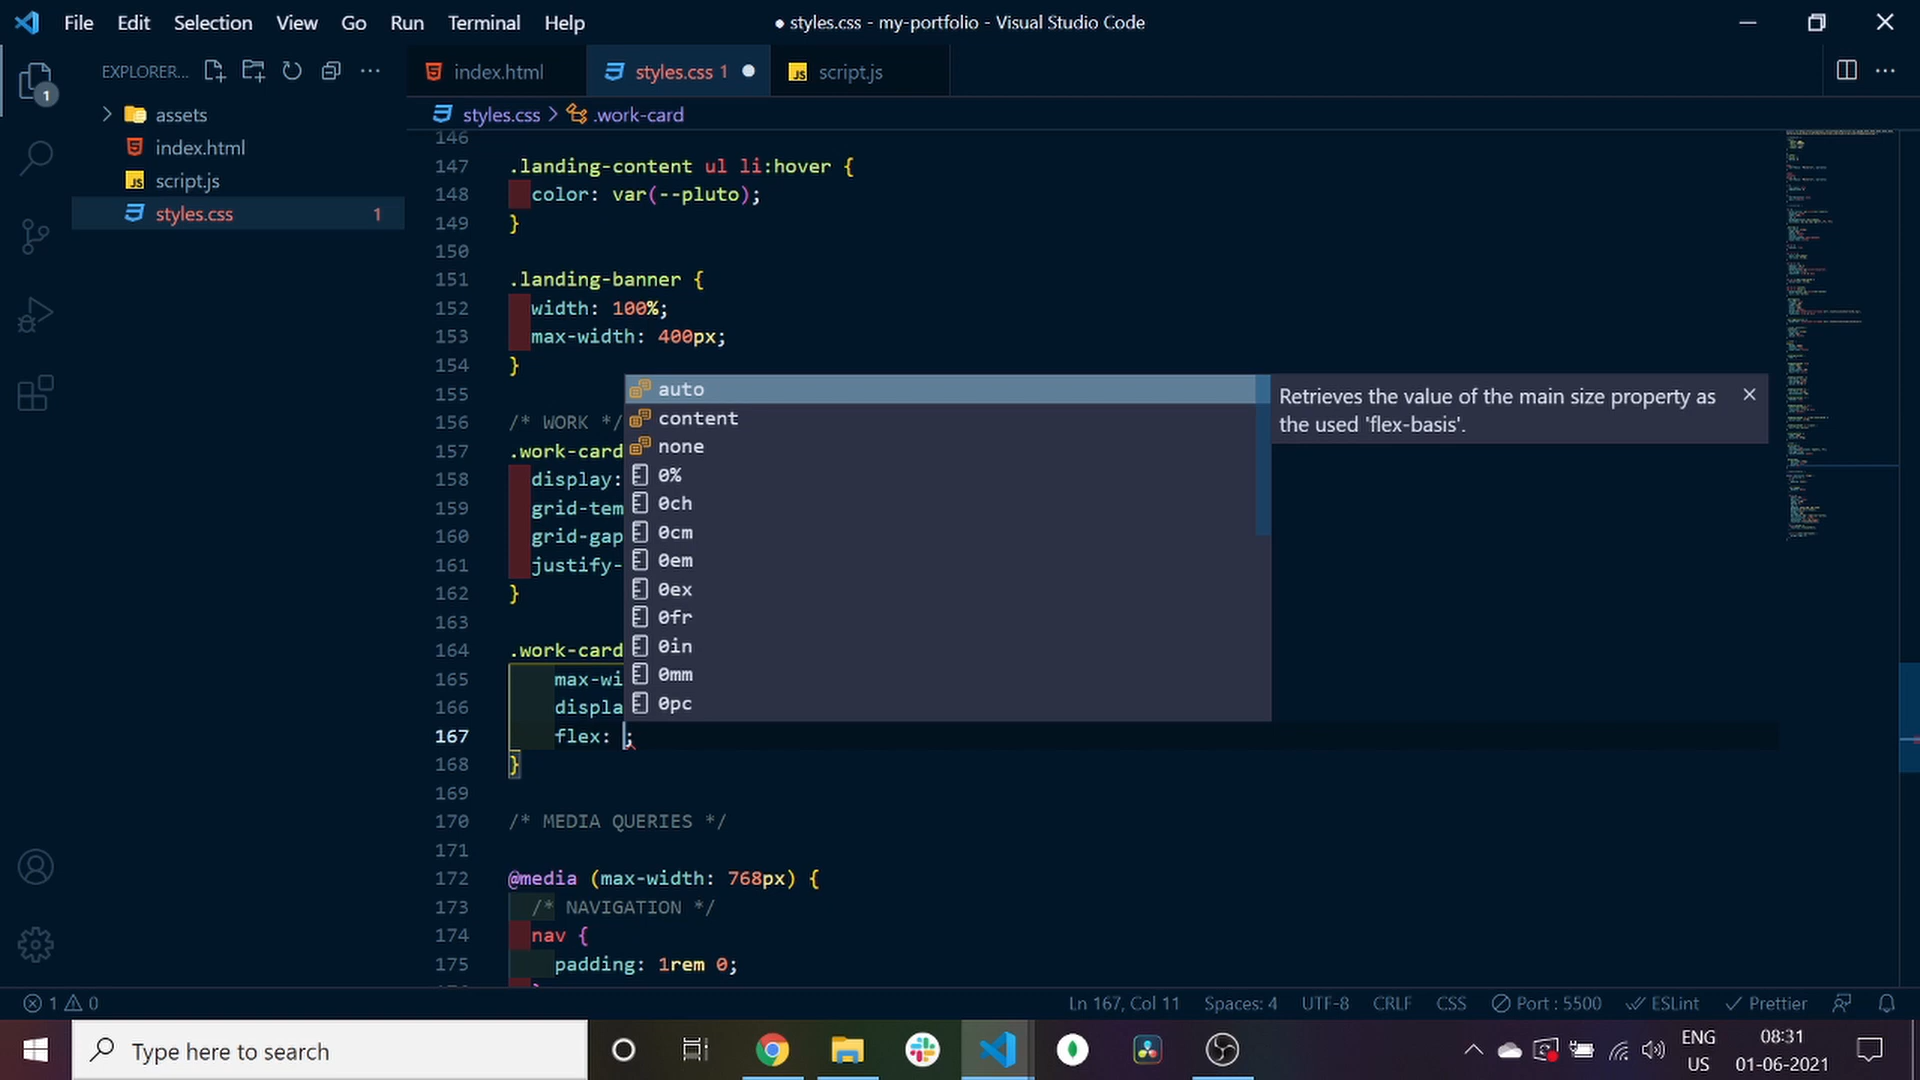 File Edit Selection View Go Run Terminal Help
● styles.css - my-portfolio - Visual Studio Code
EXPLORER...
index.html
styles.css 1
script.js
1
assets
index.html
script.js
styles.css 1
styles.css > .work-card
146
147 .landing-content ul li:hover {
148 color: var(--pluto);
149 }
150
151 .landing-banner {
152 width: 100%;
153 max-width: 400px;
154 }
155
156 /* WORK */
157 .work-card
158 display:
159 grid-tem
160 grid-gap
161 justify-
162 }
163
164 .work-card
165 max-wi
166 displa
167 flex: ;
168 }
169
170 /* MEDIA QUERIES */
171
172 @media (max-width: 768px) {
173 /* NAVIGATION */
174 nav {
175 padding: 1rem 0;
auto
content
none
0%
0ch
0cm
0em
0ex
0fr
0in
0mm
0pc
Retrieves the value of the main size property as
the used 'flex-basis'.
1 0
Ln 167, Col 11 Spaces: 4 UTF-8 CRLF CSS Port : 5500 ESLint Prettier
Type here to search
ENG
US
08:31
01-06-2021